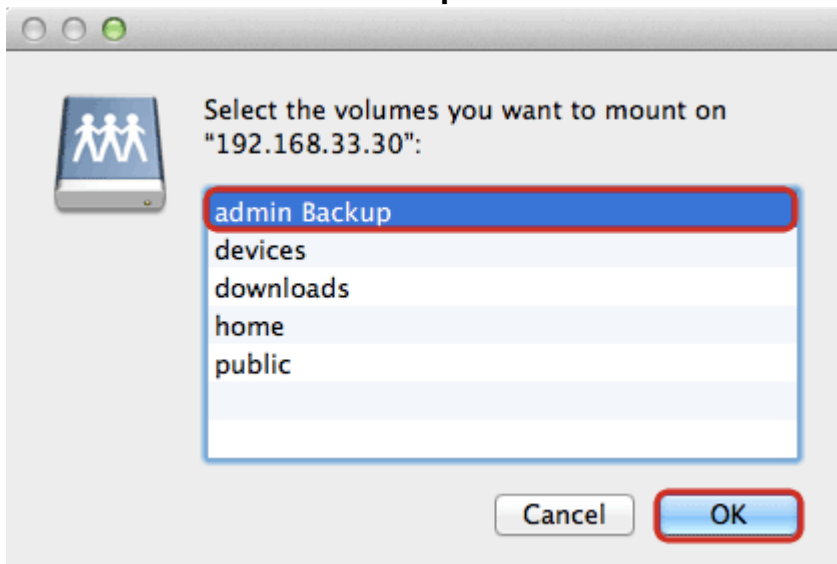 Select the volumes you want to mount on
"192.168.33.30":
admin Backup
devices
downloads
home
public
Cancel
OK